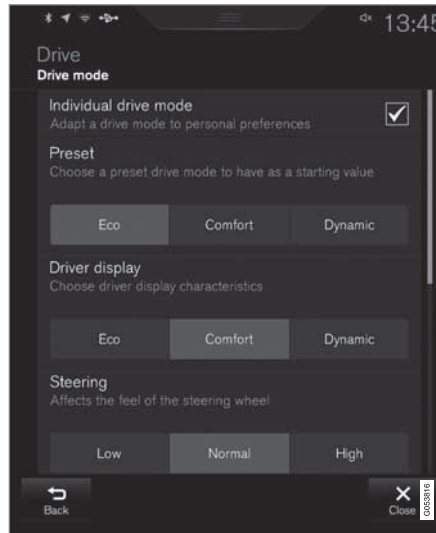 13:45
Drive
Drive mode
Individual drive mode
Adapt a drive mode to personal preferences
Preset
Choose a preset drive mode to have as a starting value
Eco Comfort Dynamic
Driver display
Choose driver display characteristics
Eco Comfort Dynamic
Steering
Affects the feel of the steering wheel
Low Normal High
Back Close
G053816